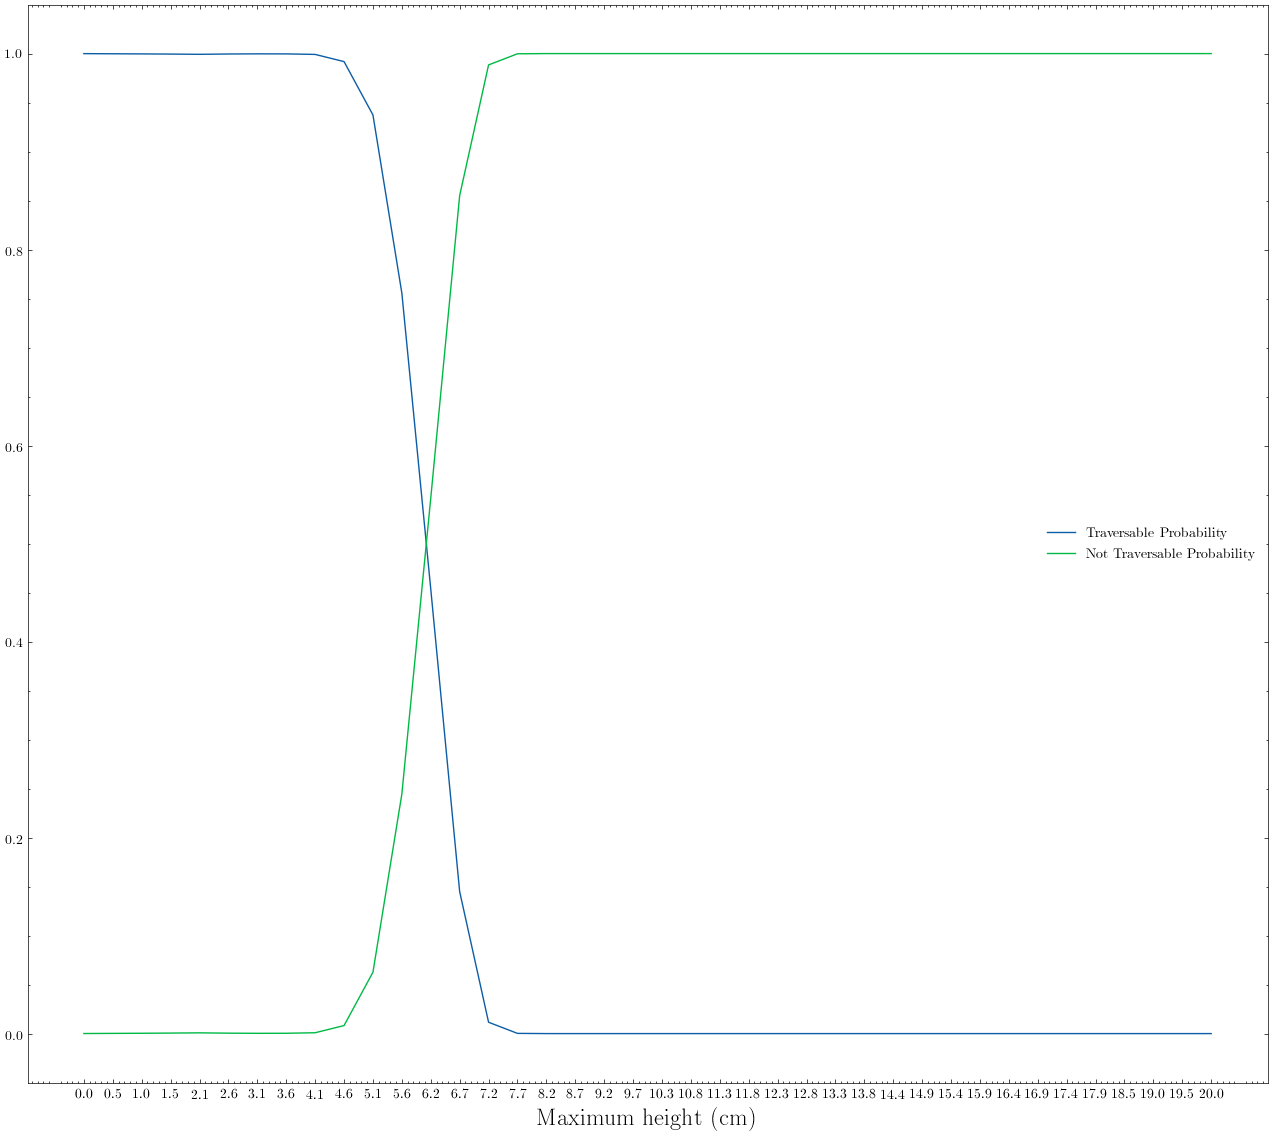 1.0
0.8
0.6
0.4
0.2
0.0
Traversable Probability
Not Traversable Probability
0.0 0.5 1.0 1.5 2.1 2.6 3.1 3.6 4.1 4.6 5.1 5.6 6.2 6.7 7.2 7.7 8.2 8.7 9.2 9.7 10.3 10.8 11.3 11.8 12.3 12.8 13.3 13.8 14.4 14.9 15.4 15.9 16.4 16.9 17.4 17.9 18.5 19.0 19.5 20.0
Maximum height (cm)